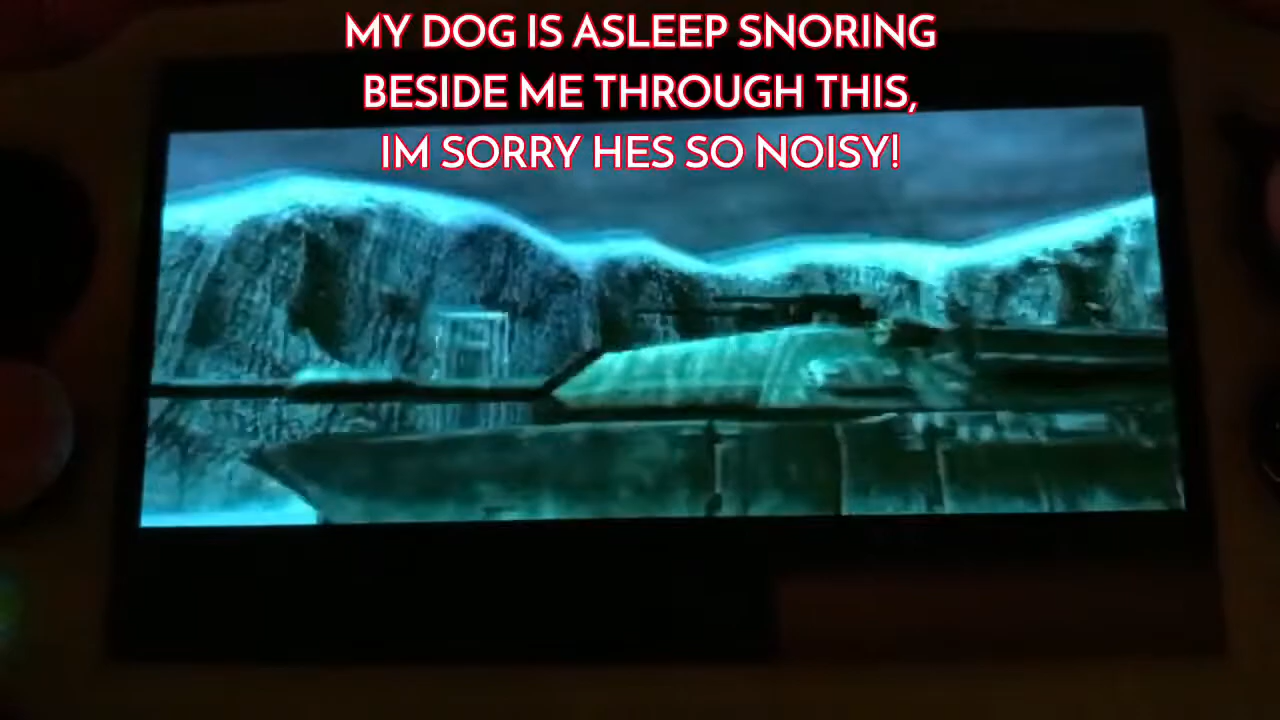 MY DOG IS ASLEEP SNORING
BESIDE ME THROUGH THIS,
IM SORRY HES SO NOISY!